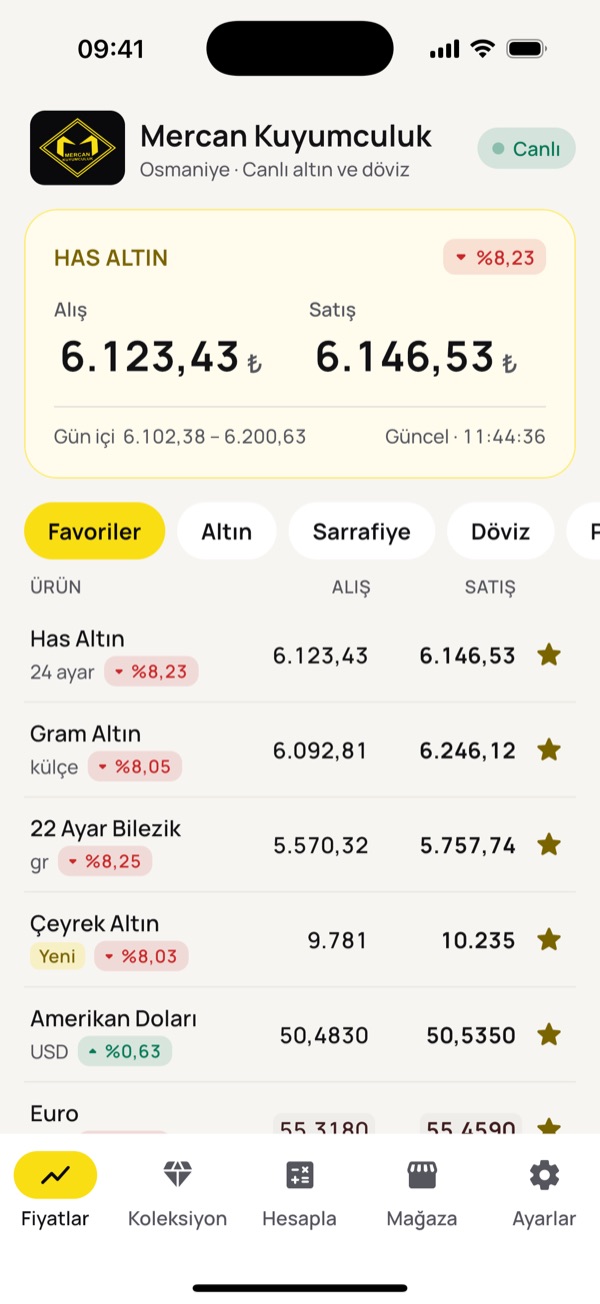 09:41
MERCAN
KUYUMCULUK
Mercan Kuyumculuk
Osmaniye · Canlı altın ve döviz
Canlı
HAS ALTIN
%8,23
Alış
Satış
6.123,43 ₺
6.146,53 ₺
Gün içi 6.102,38 – 6.200,63
Güncel · 11:44:36
Favoriler
Altın
Sarrafiye
Döviz
ÜRÜN
ALIŞ
SATIŞ
Has Altın
24 ayar %8,23
6.123,43
6.146,53
Gram Altın
külçe %8,05
6.092,81
6.246,12
22 Ayar Bilezik
gr %8,25
5.570,32
5.757,74
Çeyrek Altın
Yeni %8,03
9.781
10.235
Amerikan Doları
USD %0,63
50,4830
50,5350
Euro
55,3180
55,4590
Fiyatlar
Koleksiyon
Hesapla
Mağaza
Ayarlar